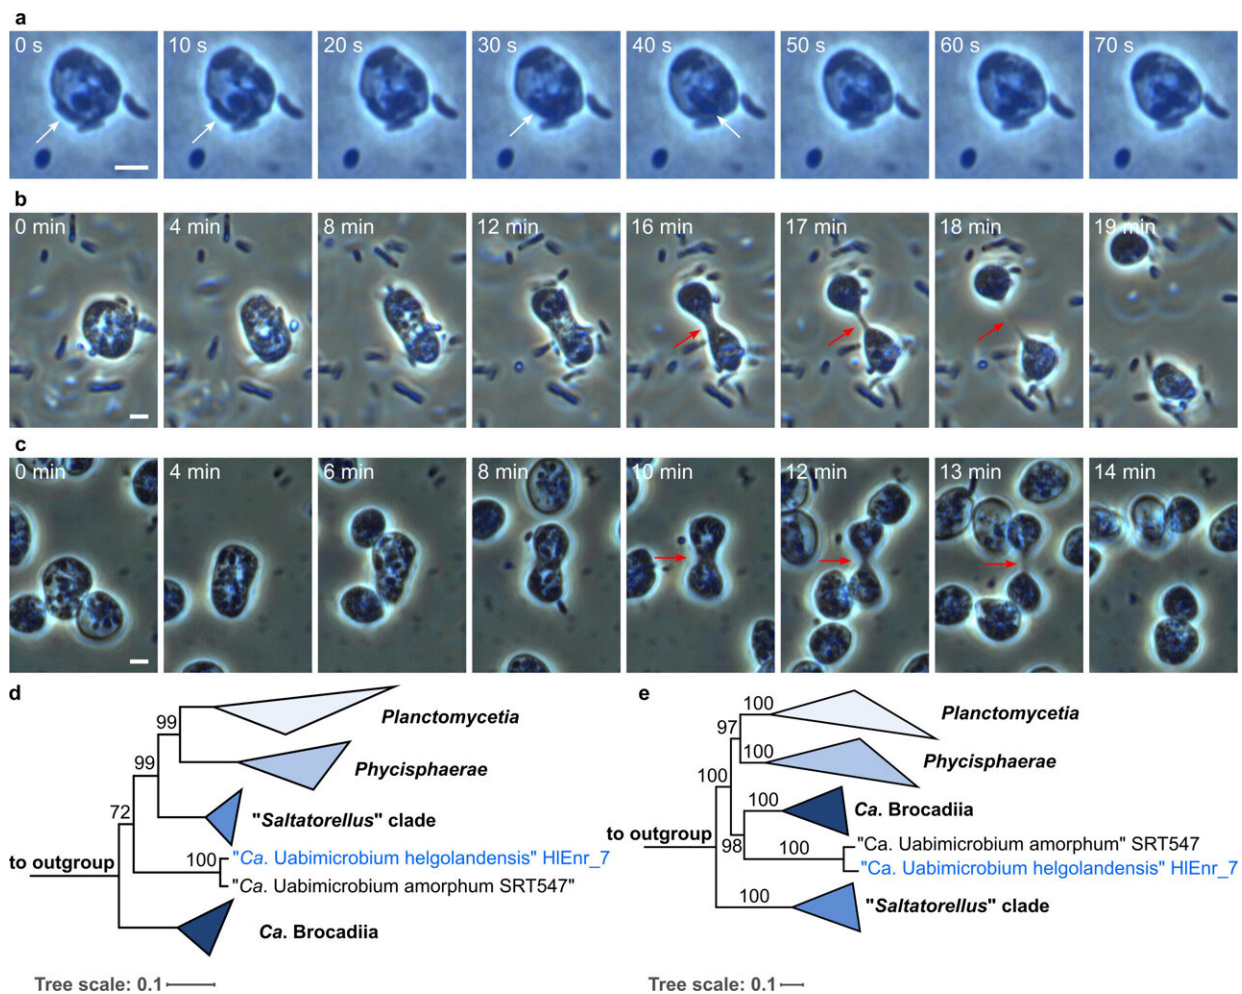 a
0 s 10 s 20 s 30 s 40 s 50 s 60 s 70 s
b
0 min 4 min 8 min 12 min 16 min 17 min 18 min 19 min
c
0 min 4 min 6 min 8 min 10 min 12 min 13 min 14 min
d
99
Planctomycetia
99
Phycisphaerae
72
"Saltatorellus" clade
to outgroup
100
"Ca. Uabimicrobium helgolandensis" HlEnr_7
"Ca. Uabimicrobium amorphum SRT547"
Ca. Brocadiia
Tree scale: 0.1
e
100
Planctomycetia
97
100
Phycisphaerae
100
100
Ca. Brocadiia
to outgroup
98
100
"Ca. Uabimicrobium amorphum" SRT547
"Ca. Uabimicrobium helgolandensis" HlEnr_7
100
"Saltatorellus" clade
Tree scale: 0.1